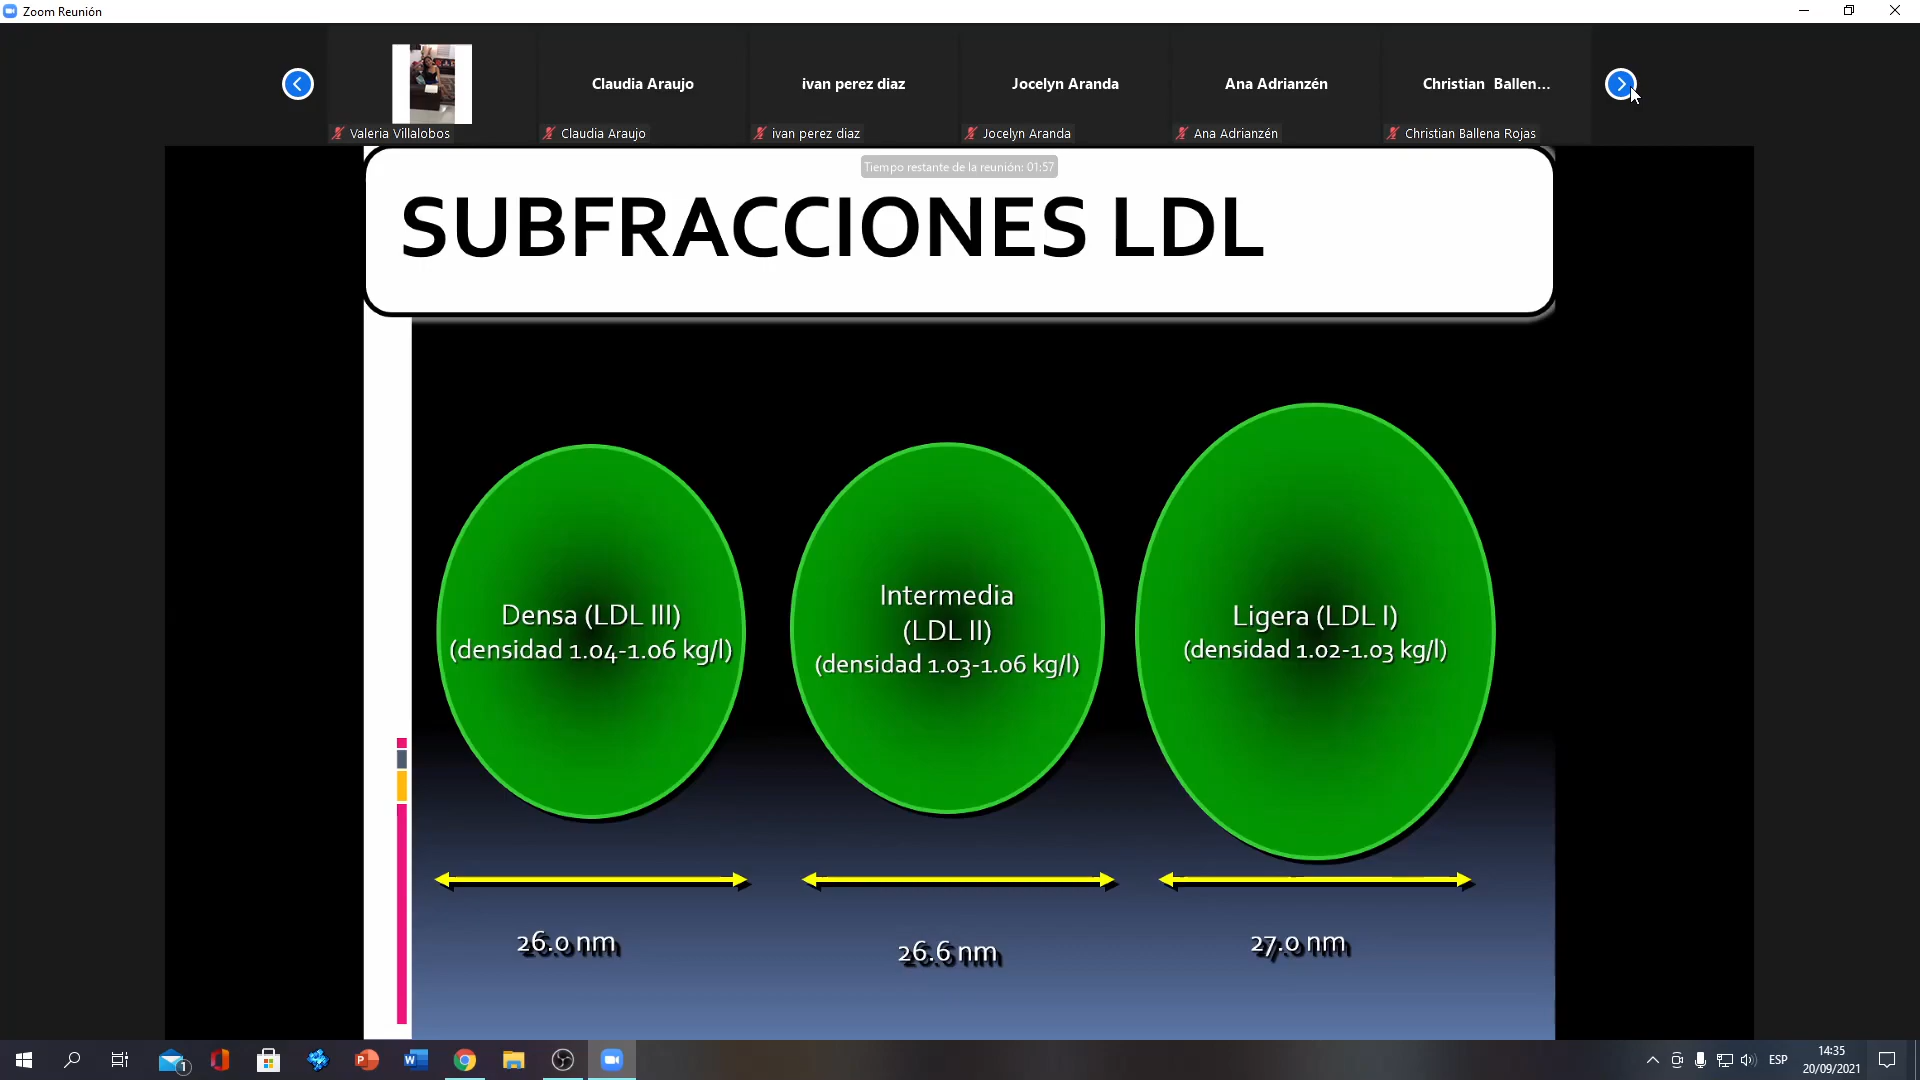 Zoom Reunión
Claudia Araujo
ivan perez diaz
Jocelyn Aranda
Ana Adrianzén
Christian Ballen...
Valeria Villalobos
Claudia Araujo
ivan perez diaz
Jocelyn Aranda
Ana Adrianzén
Christian Ballena Rojas
Tiempo restante de la reunión: 01:57
SUBFRACCIONES LDL
Densa (LDL III)
(densidad 1.04-1.06 kg/l)
Intermedia
(LDL II)
(densidad 1.03-1.06 kg/l)
Ligera (LDL I)
(densidad 1.02-1.03 kg/l)
26.0 nm
26.6 nm
27.0 nm
1
ESP
14:35
20/09/2021